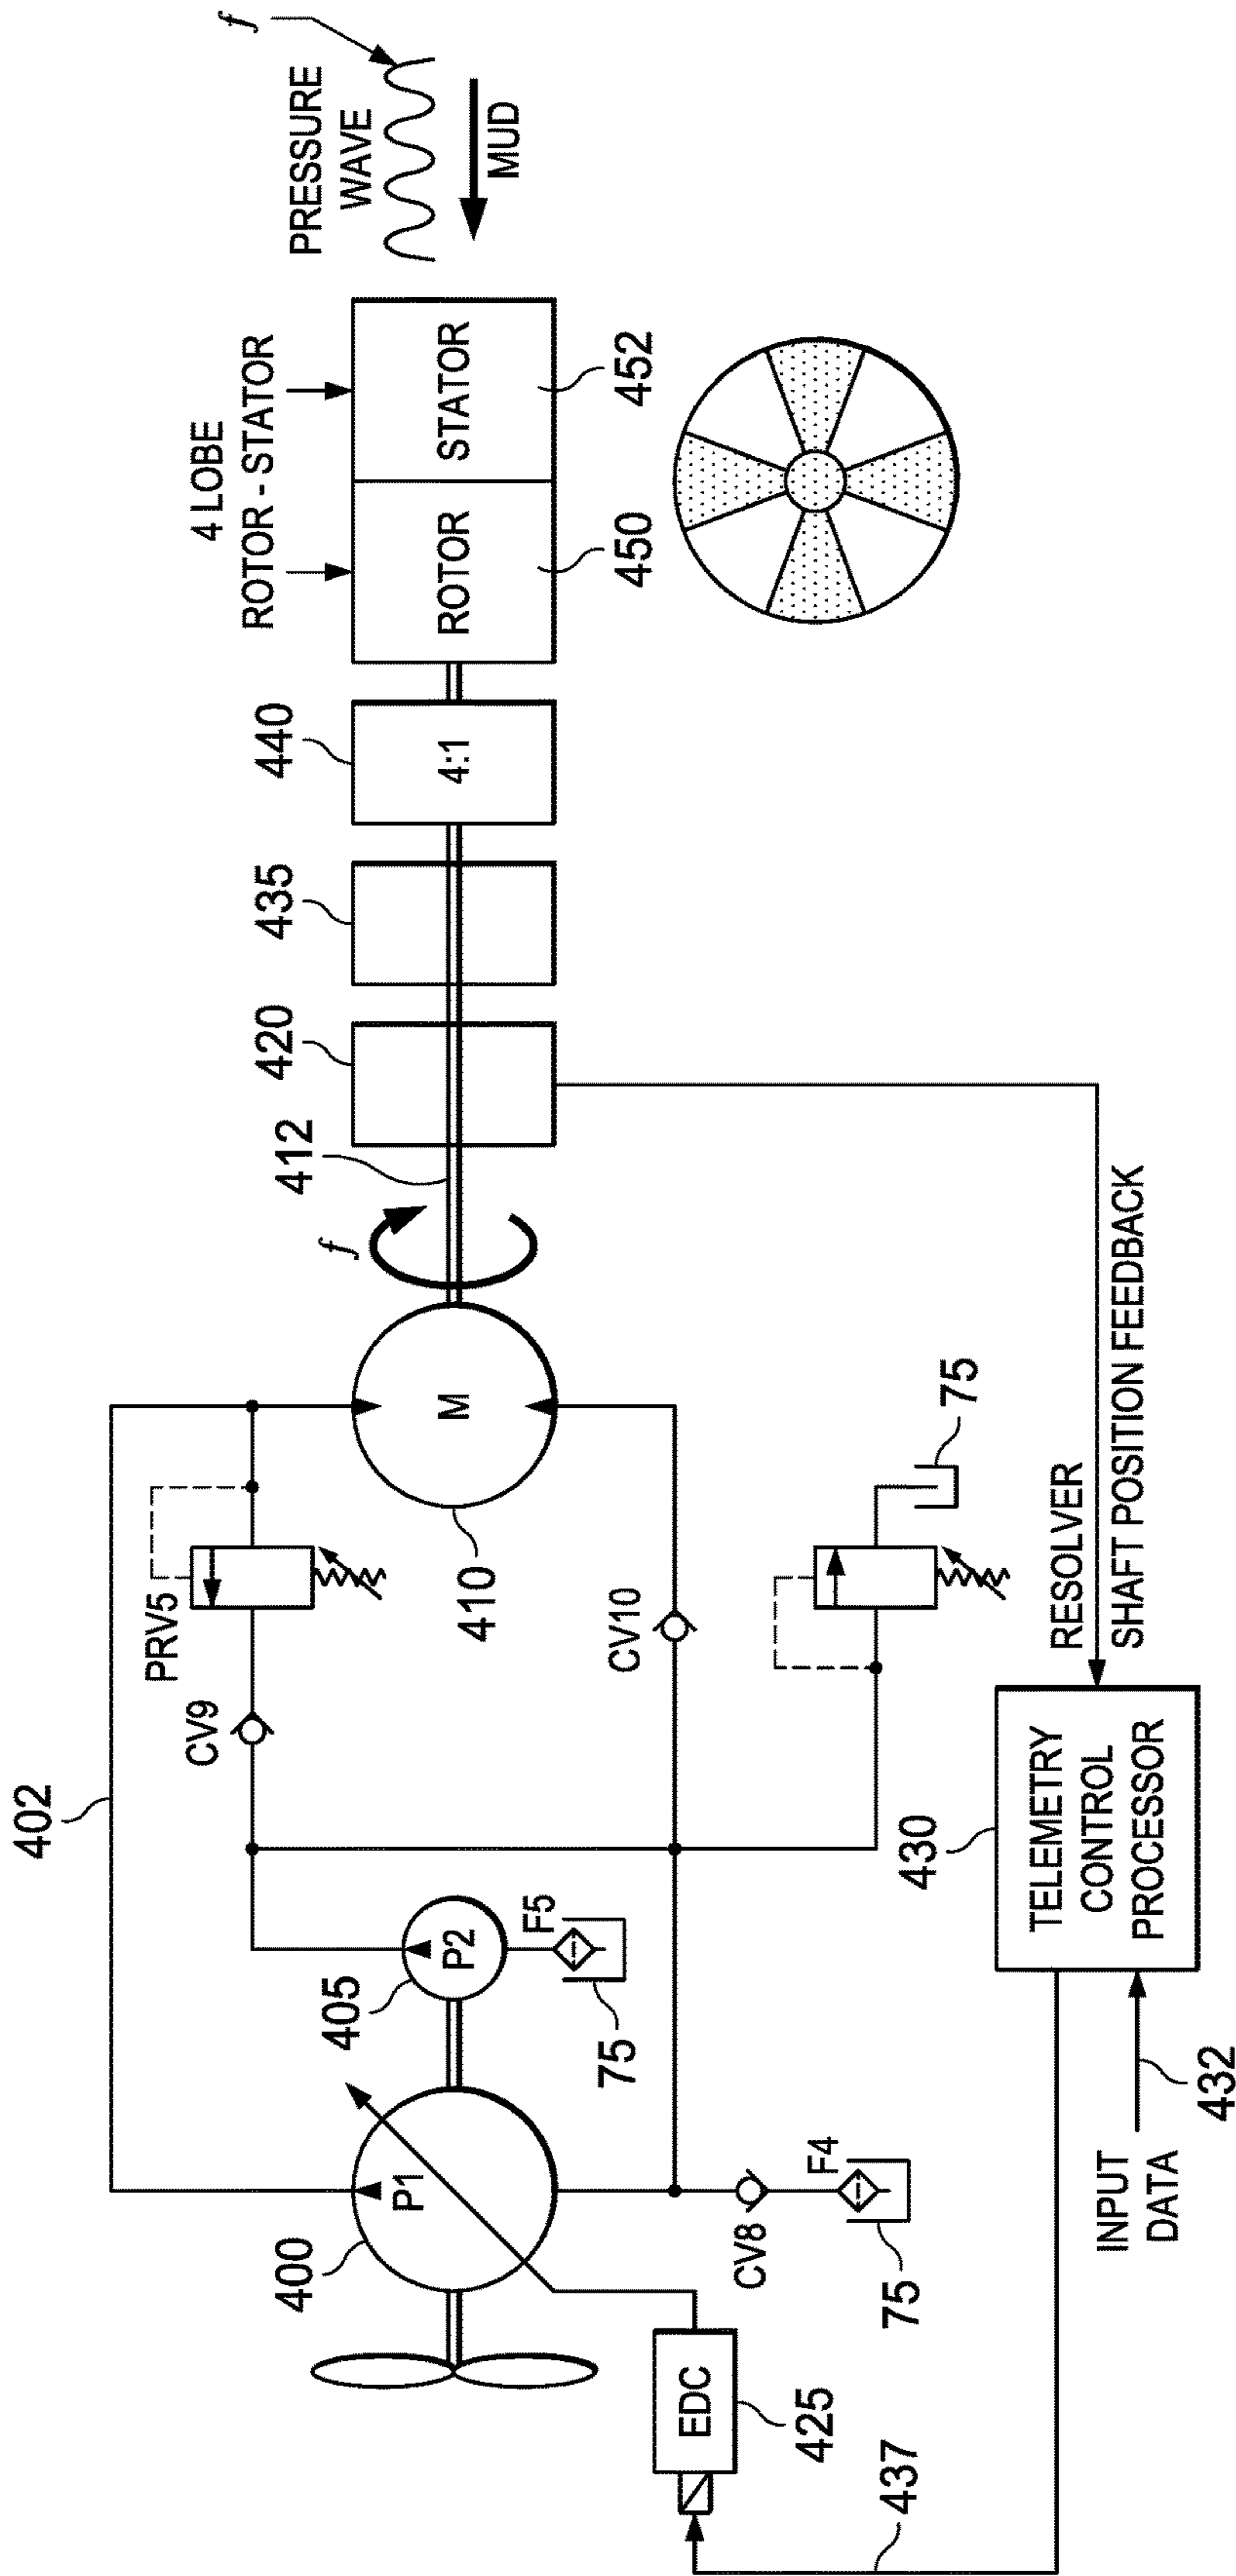 f
PRESSURE
WAVE
MUD
4 LOBE
ROTOR - STATOR
STATOR
452
ROTOR
450
440
4:1
435
420
412
f
M
410
402
PRV5
CV9
CV10
75
P2
405
F5
75
P1
400
CV8
F4
75
EDC
425
437
RESOLVER
SHAFT POSITION FEEDBACK
430
TELEMETRY
CONTROL
PROCESSOR
432
INPUT
DATA